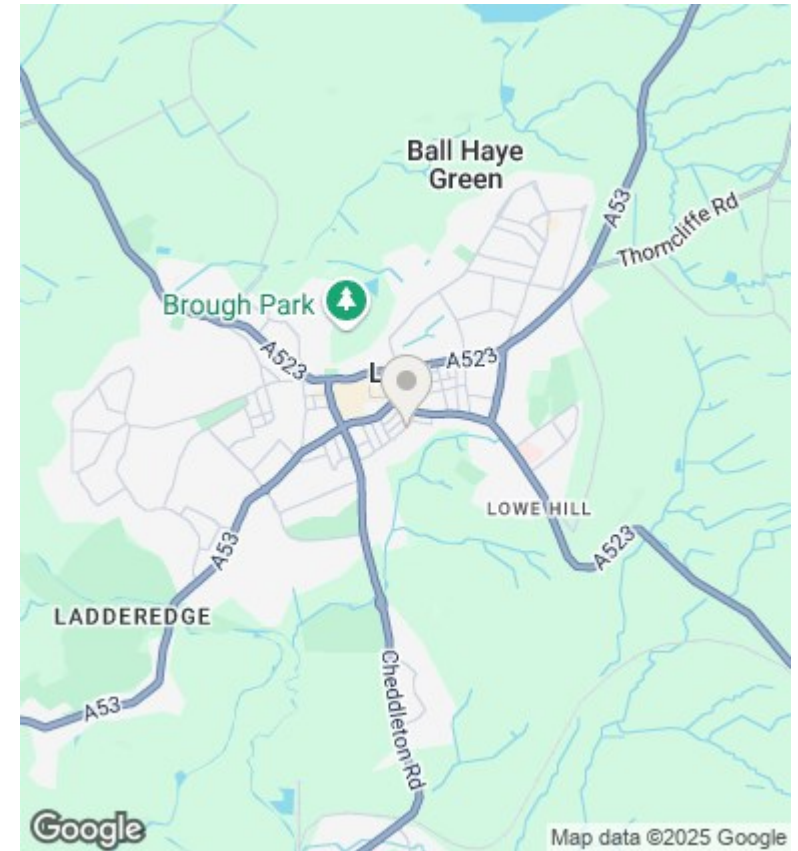 Ball Haye
Green
A53
Thorncliffe Rd
Brough Park
A523
A523
L
LOWE HILL
A53
A523
LADDEREDGE
Cheddleton Rd
A53
Google
Map data ©2025 Google